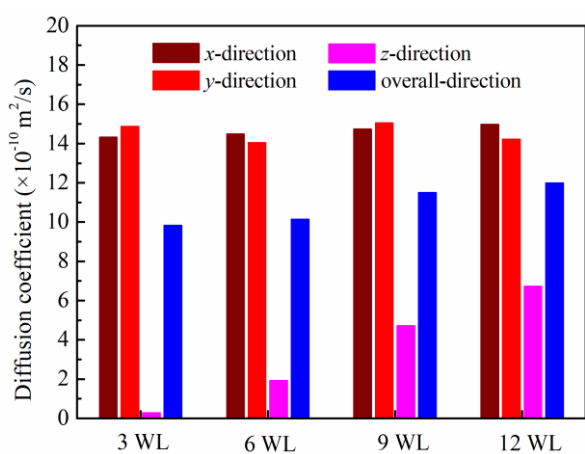 x-direction
z-direction
y-direction
overall-direction
Diffusion coefficient (×10⁻¹⁰ m²/s)
20
18
16
14
12
10
8
6
4
2
0
3 WL
6 WL
9 WL
12 WL